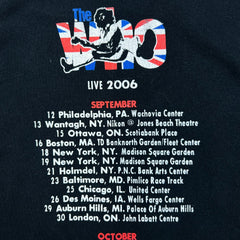 The
WHO
LIVE 2006
SEPTEMBER
12 Philadelphia, PA. Wachovia Center
13 Wantagh, NY. Nikon @ Jones Beach Theatre
15 Ottawa, ON. Scotiabank Place
16 Boston, MA. TD Banknorth Garden/Fleet Center
18 New York, NY. Madison Square Garden
19 New York, NY. Madison Square Garden
21 Holmdel, NY. P.N.C. Bank Arts Center
23 Baltimore, MD. Pimlico Race Track
25 Chicago, IL. United Center
26 Des Moines, IA. Wells Fargo Center
29 Auburn Hills, MI. Palace Of Auburn Hills
30 London, ON. John Labatt Centre
OCTOBER